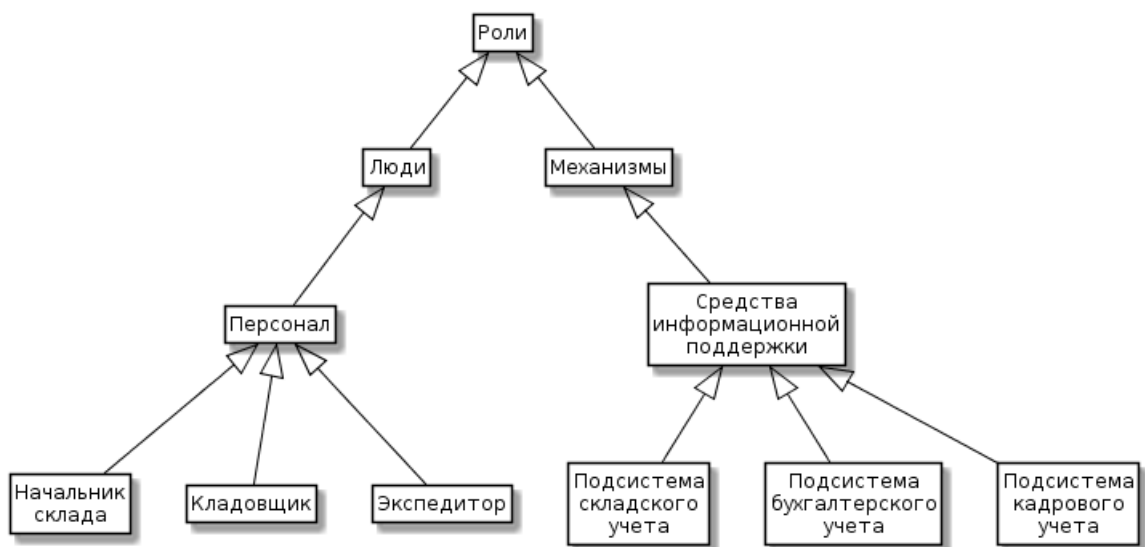 Роли
Люди
Механизмы
Персонал
Средства
информационной
поддержки
Начальник
склада
Кладовщик
Экспедитор
Подсистема
складского
учета
Подсистема
бухгалтерского
учета
Подсистема
кадрового
учета